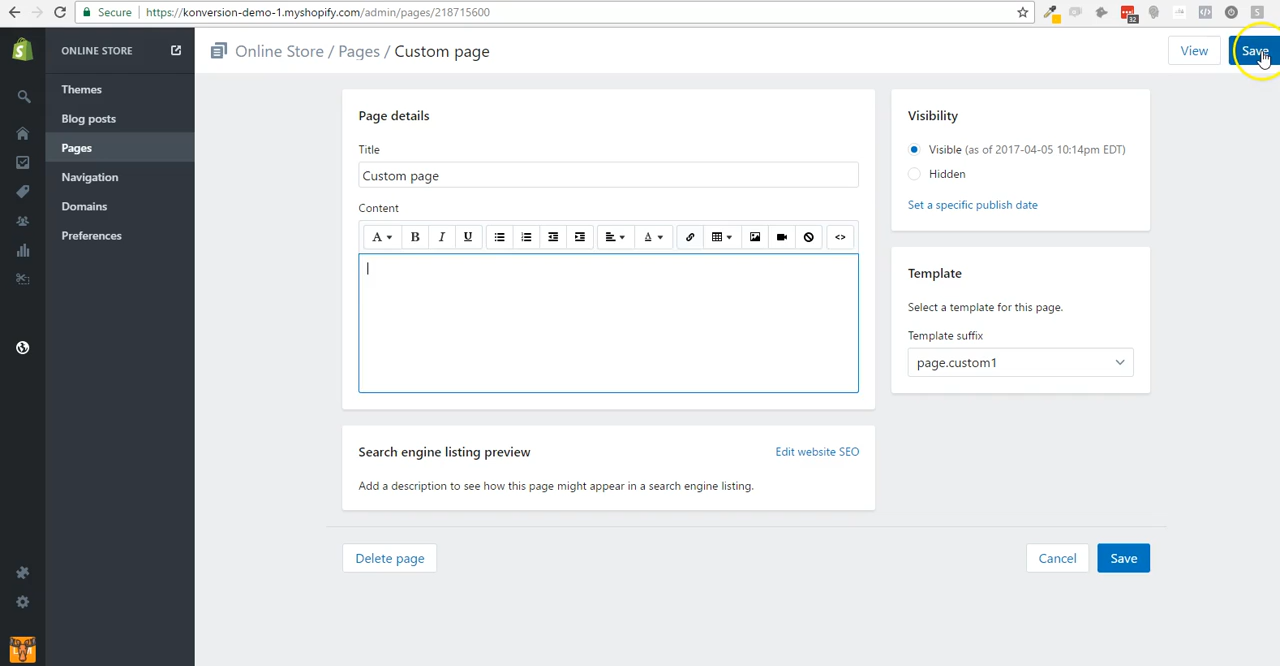 Secure https://konversion-demo-1.myshopify.com/admin/pages/218715600
32
ONLINE STORE
Online Store / Pages / Custom page
View
Save
Themes
Blog posts
Pages
Navigation
Domains
Preferences
Page details
Title
Custom page
Content
A B I U A <>
Visibility
Visible (as of 2017-04-05 10:14pm EDT)
Hidden
Set a specific publish date
Template
Select a template for this page.
Template suffix
page.custom1
Search engine listing preview
Edit website SEO
Add a description to see how this page might appear in a search engine listing.
Delete page
Cancel
Save